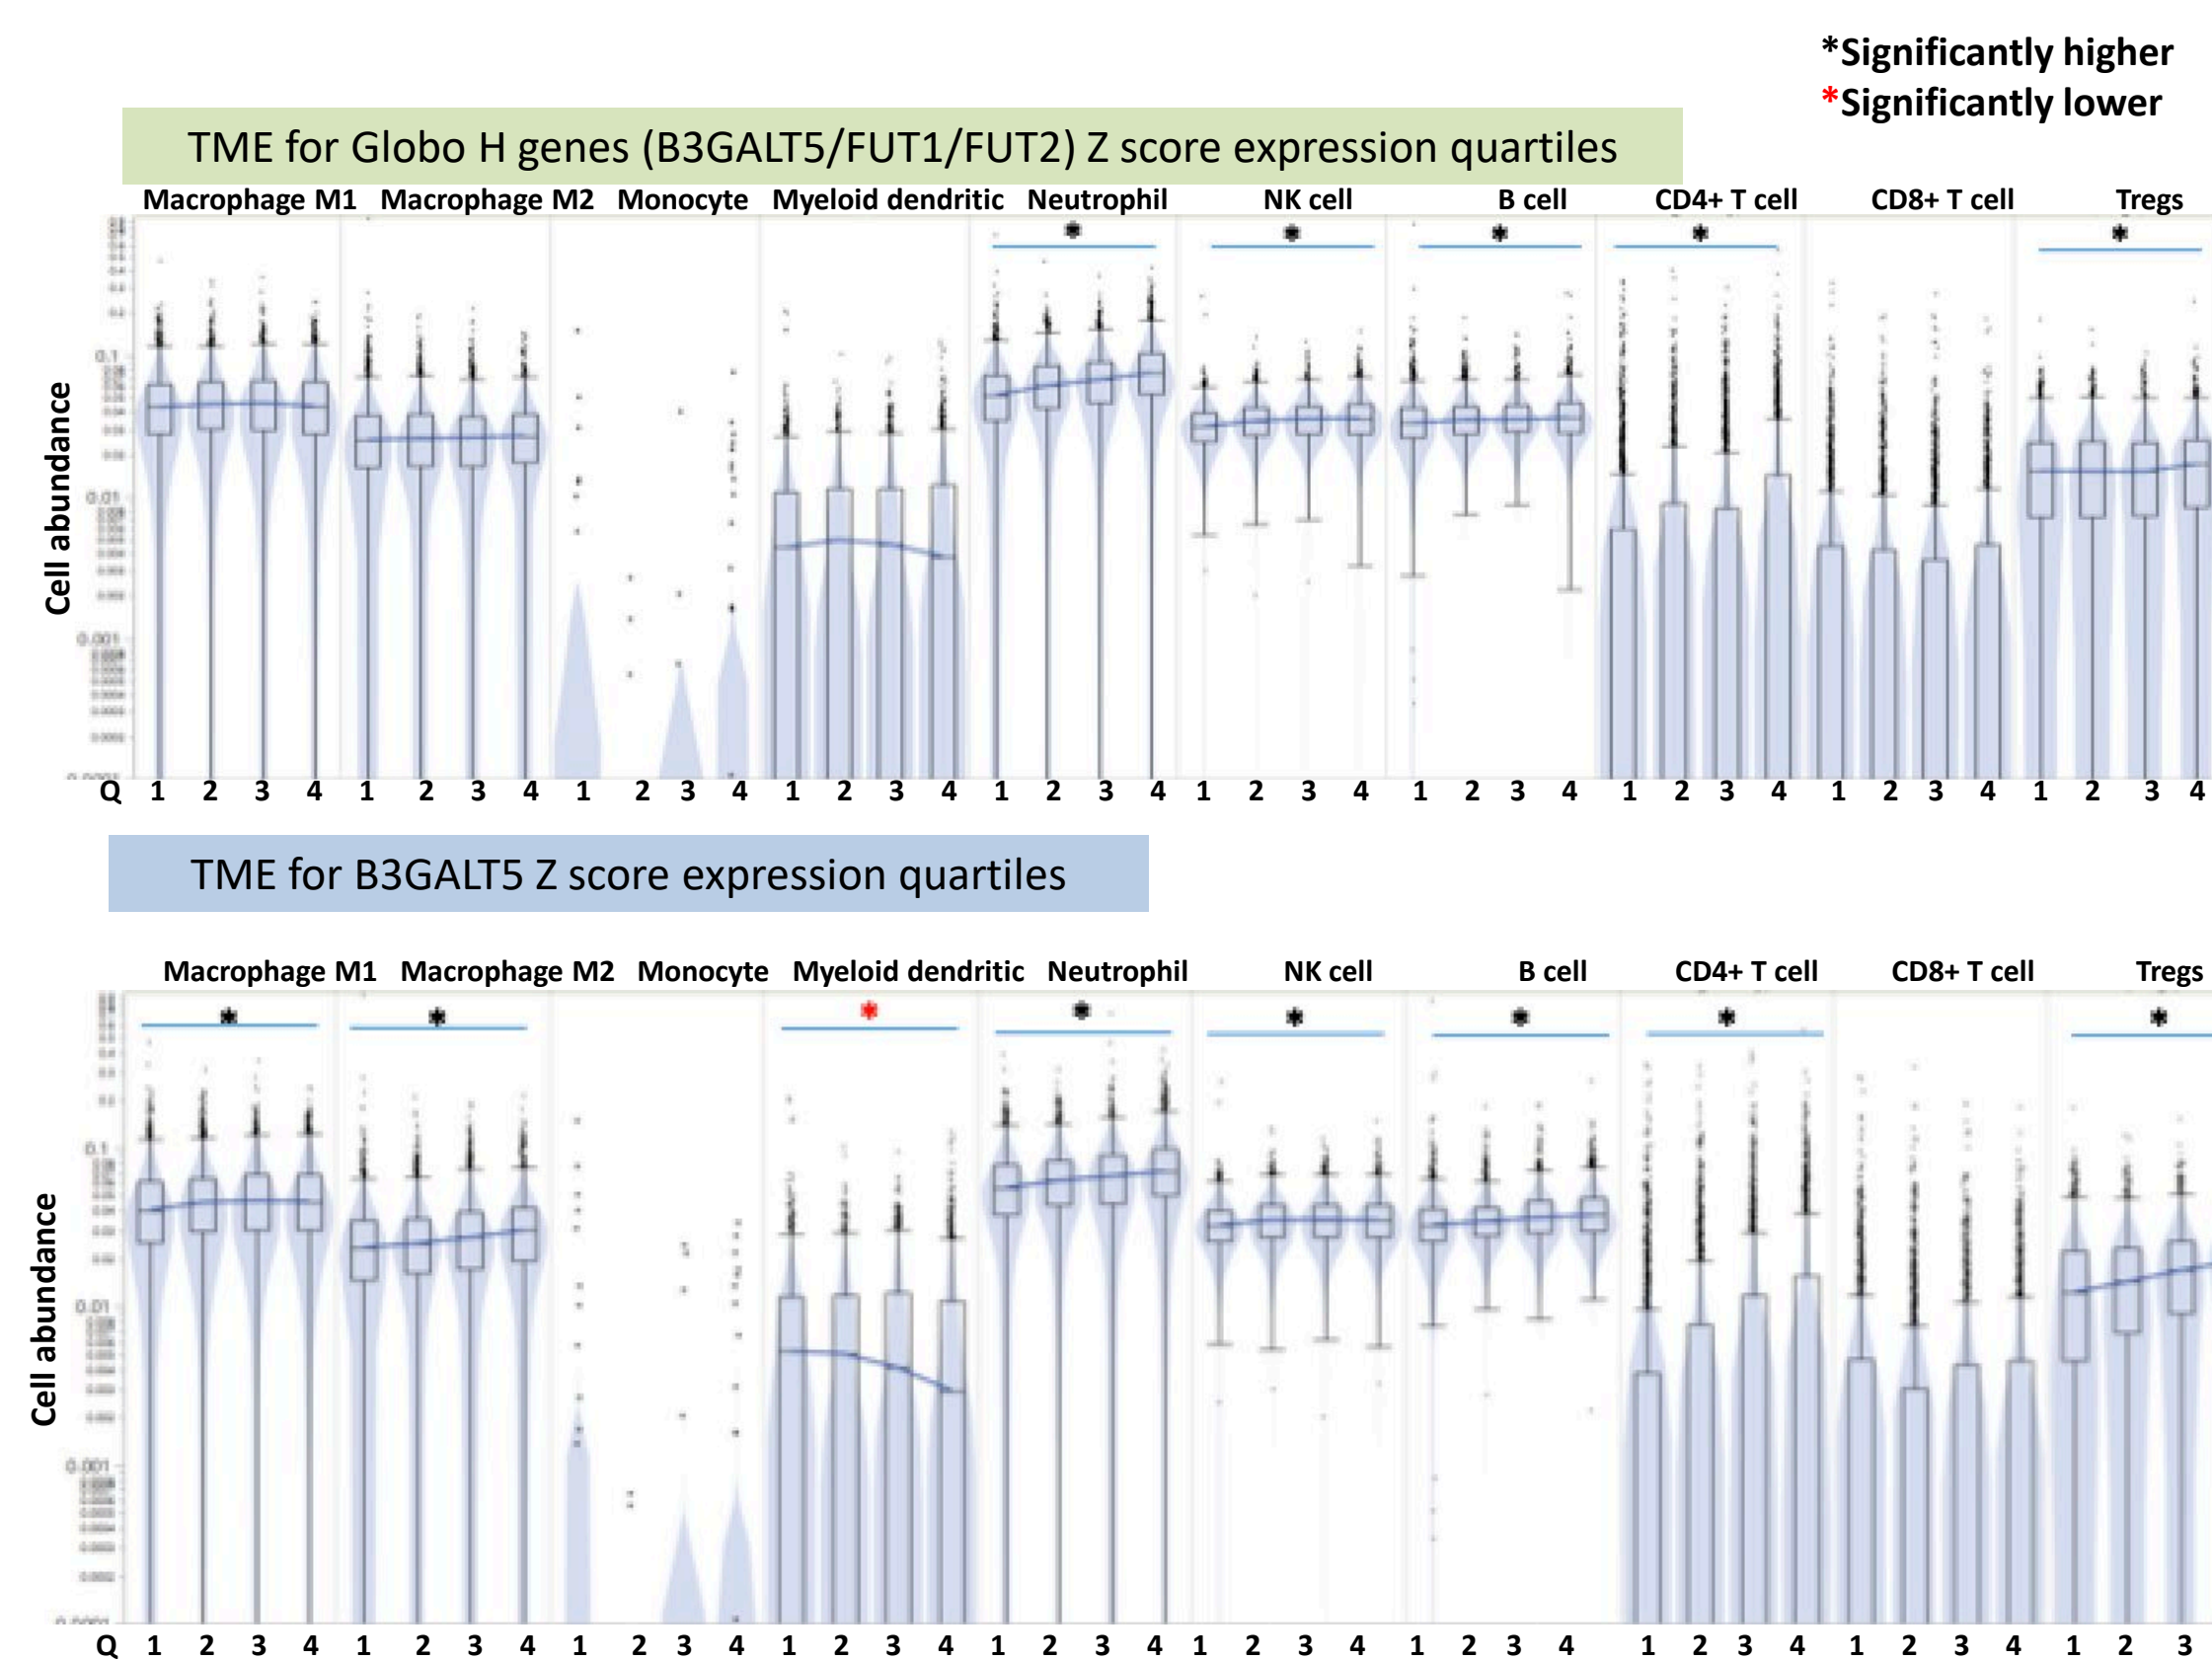 *Significantly higher
*Significantly lower
TME for Globo H genes (B3GALT5/FUT1/FUT2) Z score expression quartiles
Macrophage M1 Macrophage M2 Monocyte Myeloid dendritic Neutrophil NK cell B cell CD4+ T cell CD8+ T cell Tregs
* * * * *
Cell abundance
0.1
0.01
0.001
Q 1 2 3 4 1 2 3 4 1 2 3 4 1 2 3 4 1 2 3 4 1 2 3 4 1 2 3 4 1 2 3 4 1 2 3 4 1 2 3 4
TME for B3GALT5 Z score expression quartiles
Macrophage M1 Macrophage M2 Monocyte Myeloid dendritic Neutrophil NK cell B cell CD4+ T cell CD8+ T cell Tregs
* * * * * * * *
Cell abundance
0.1
0.01
0.001
Q 1 2 3 4 1 2 3 4 1 2 3 4 1 2 3 4 1 2 3 4 1 2 3 4 1 2 3 4 1 2 3 4 1 2 3 4 1 2 3